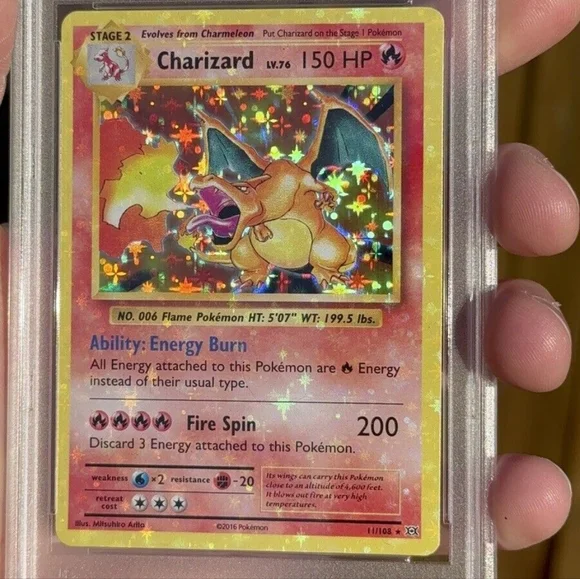 STAGE 2 Evolves from Charmeleon Put Charizard on the Stage 1 Pokémon
Charizard LV.76 150 HP
NO. 006 Flame Pokémon HT: 5'07" WT: 199.5 lbs.
Ability: Energy Burn
All Energy attached to this Pokémon are Energy
instead of their usual type.
Fire Spin 200
Discard 3 Energy attached to this Pokémon.
weakness ×2 resistance -20
retreat
cost
Its wings can carry this Pokémon
close to an altitude of 4,600 feet.
It blows out fire at very high
temperatures.
Illus. Mitsuhiro Arita ©2016 Pokémon 11/108